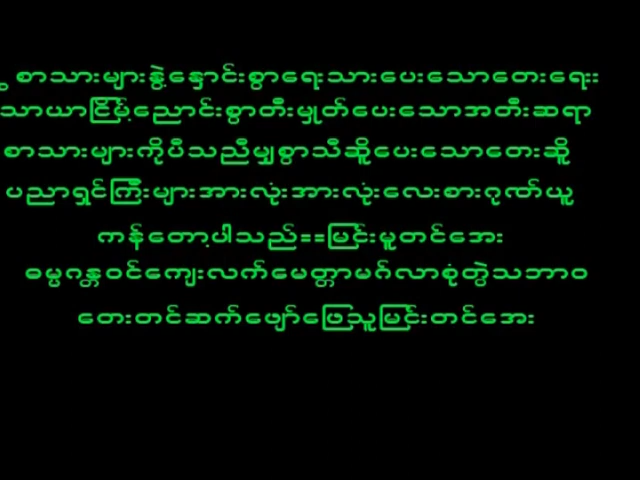 စာသားများနွဲ့နှောင်းစွာရေးသားပေးသောတေးရေး
သာယာငြိမ့်ညောင်းစွာတီးမှုတ်ပေးသောအတီးဆရာ
စာသားများကိုပီသညီမျှစွာသီဆိူပေးသောတေးဆိူ
ပညာရှင်ကြီးများအားလုံးအားလုံးလေးစားဂုဏ်ယူ
ကန်တော့ပါသည်==မြင်းမူတင်အေး
ဓမ္မဂန္တဝင်ကျေးလက်မေတ္တာမဂ်လာစုံတွဲသဘာဝ
တေးတင်ဆက်ဖျော်ဖြေသူမြင်းတင်အေး